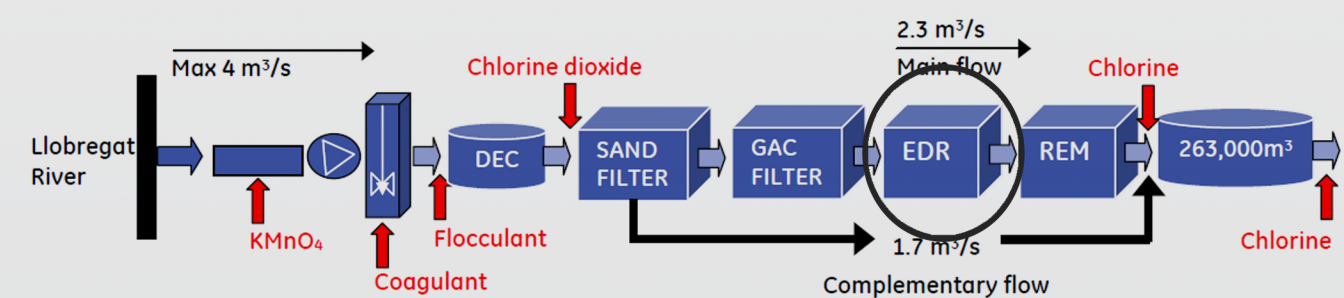 2.3 m³/s
Max 4 m³/s
Main flow
Chlorine dioxide
Chlorine
Llobregat
River
DEC
SAND
FILTER
GAC
FILTER
EDR
REM
263,000m³
KMnO₄
Flocculant
Coagulant
1.7 m³/s
Complementary flow
Chlorine